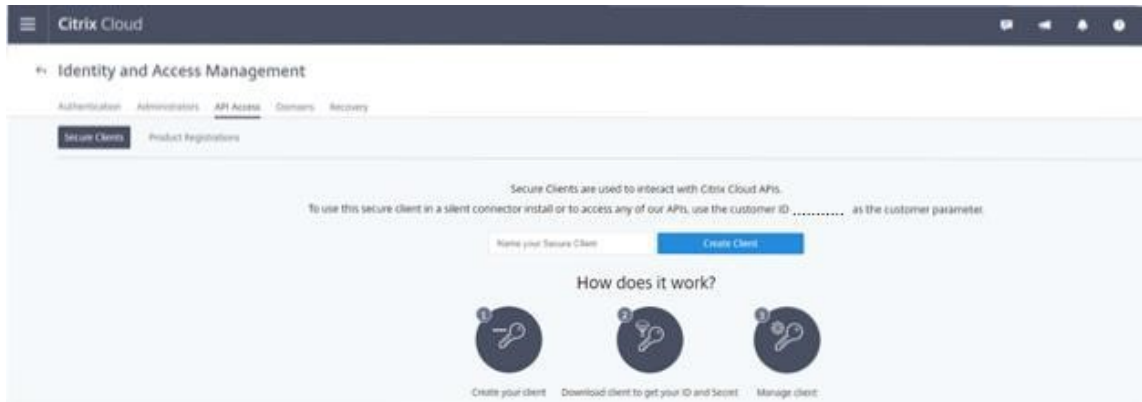 Citrix Cloud
Identity and Access Management
Authentication Administrators API Access Domains Recovery
Secure Clients Product Registrations
Secure Clients are used to interact with Citrix Cloud APIs.
To use this secure client in a silent connector install or to access any of our APIs, use the customer ID ........... as the customer parameter.
Name your Secure Client Create Client
How does it work?
1 2 3
Create your client Download client to get your ID and Secret Manage client